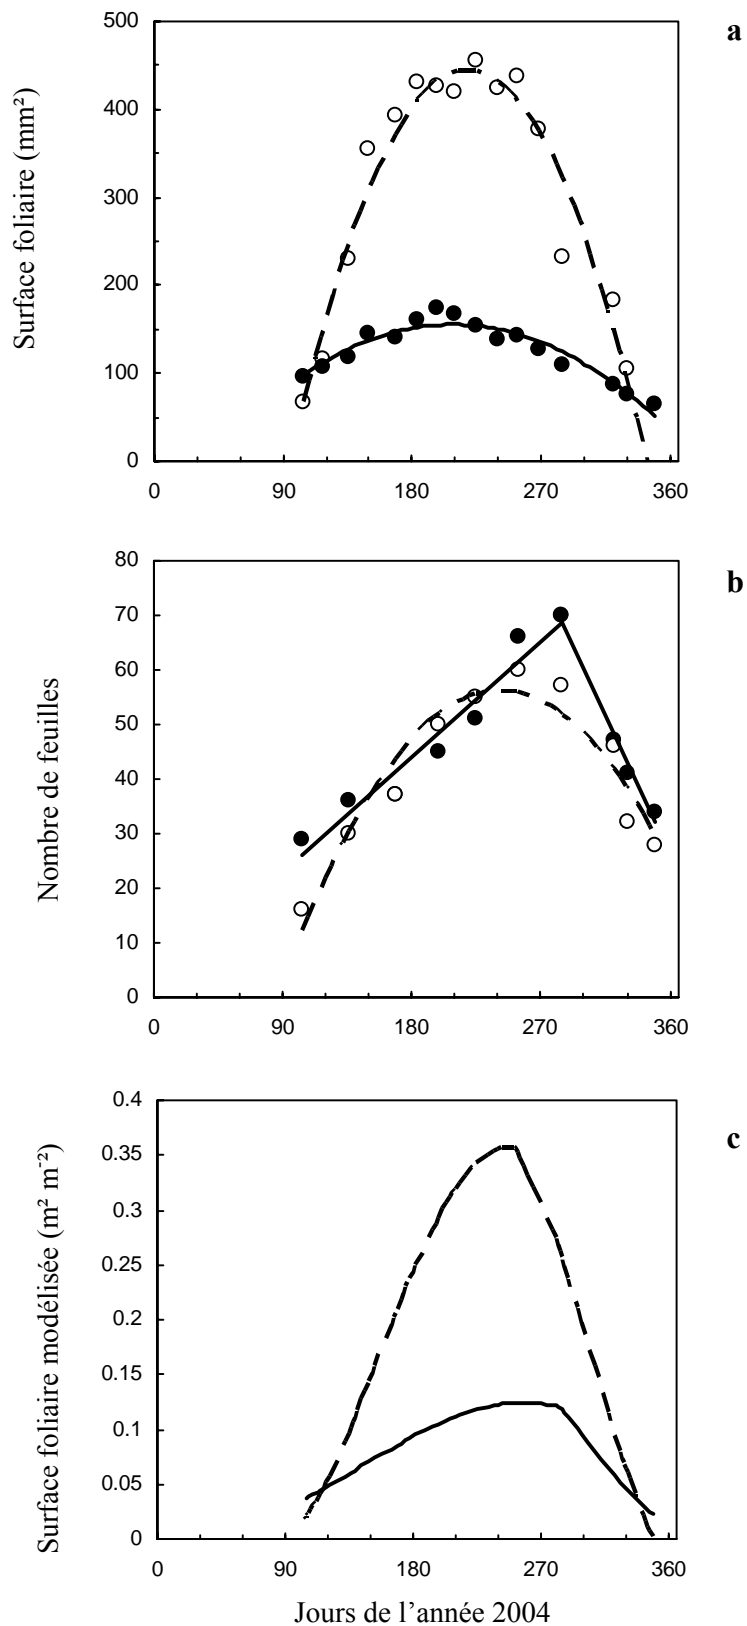 a
Surface foliaire (mm²)
500
400
300
200
100
0
0 90 180 270 360
b
Nombre de feuilles
80
70
60
50
40
30
20
10
0
0 90 180 270 360
c
Surface foliaire modélisée (m² m⁻²)
0.4
0.35
0.3
0.25
0.2
0.15
0.1
0.05
0
0 90 180 270 360
Jours de l'année 2004